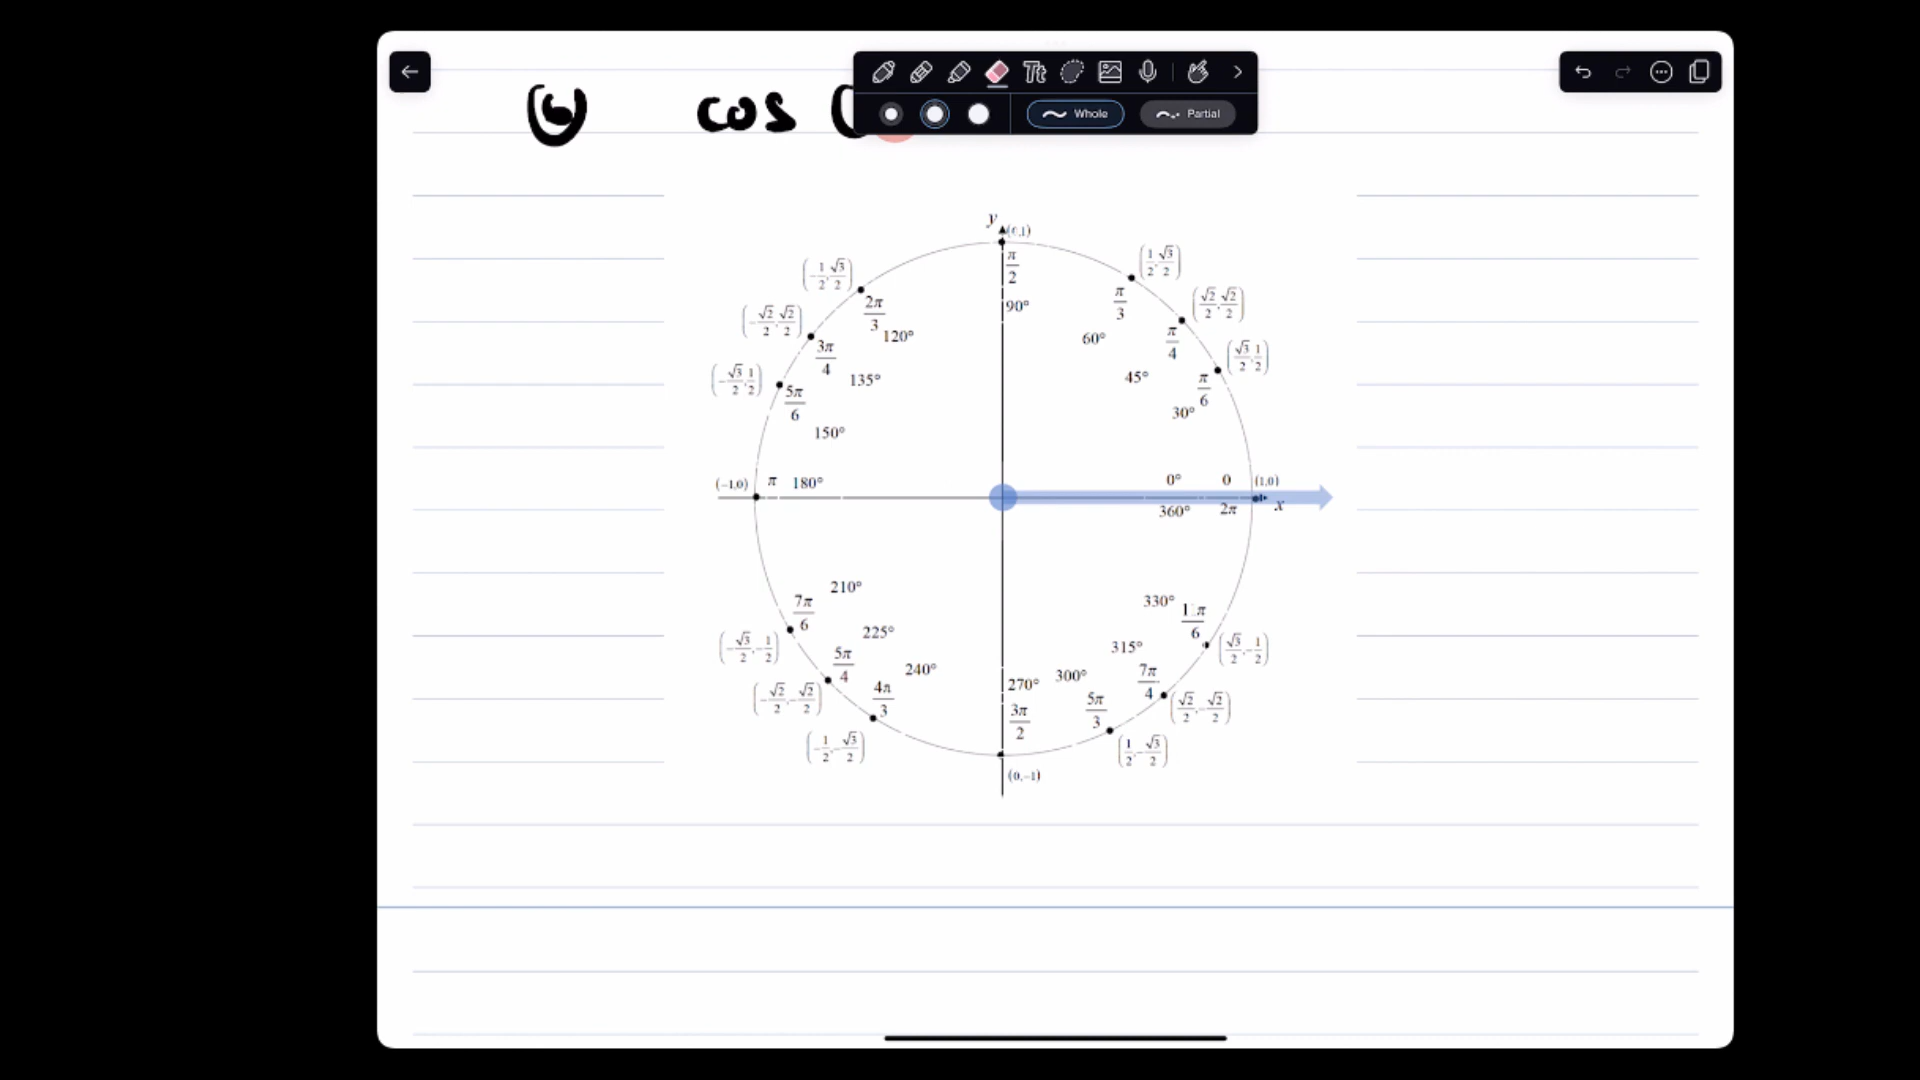 Tt
Whole Partial
6 cos (
y
(0,1)
π/2
90°
(1/2, √3/2)
π/3
60°
(√2/2, √2/2)
π/4
45°
(√3/2, 1/2)
π/6
30°
(-1/2, √3/2)
2π/3
120°
(-√2/2, √2/2)
3π/4
135°
(-√3/2, 1/2)
5π/6
150°
(-1,0) π 180°
0° 0 (1,0)
360° 2π x
210°
7π/6
(-√3/2, -1/2)
225°
5π/4
(-√2/2, -√2/2)
240°
4π/3
(-1/2, -√3/2)
270°
3π/2
(0,-1)
300°
5π/3
(1/2, -√3/2)
315°
7π/4
(√2/2, -√2/2)
330°
11π/6
(√3/2, -1/2)